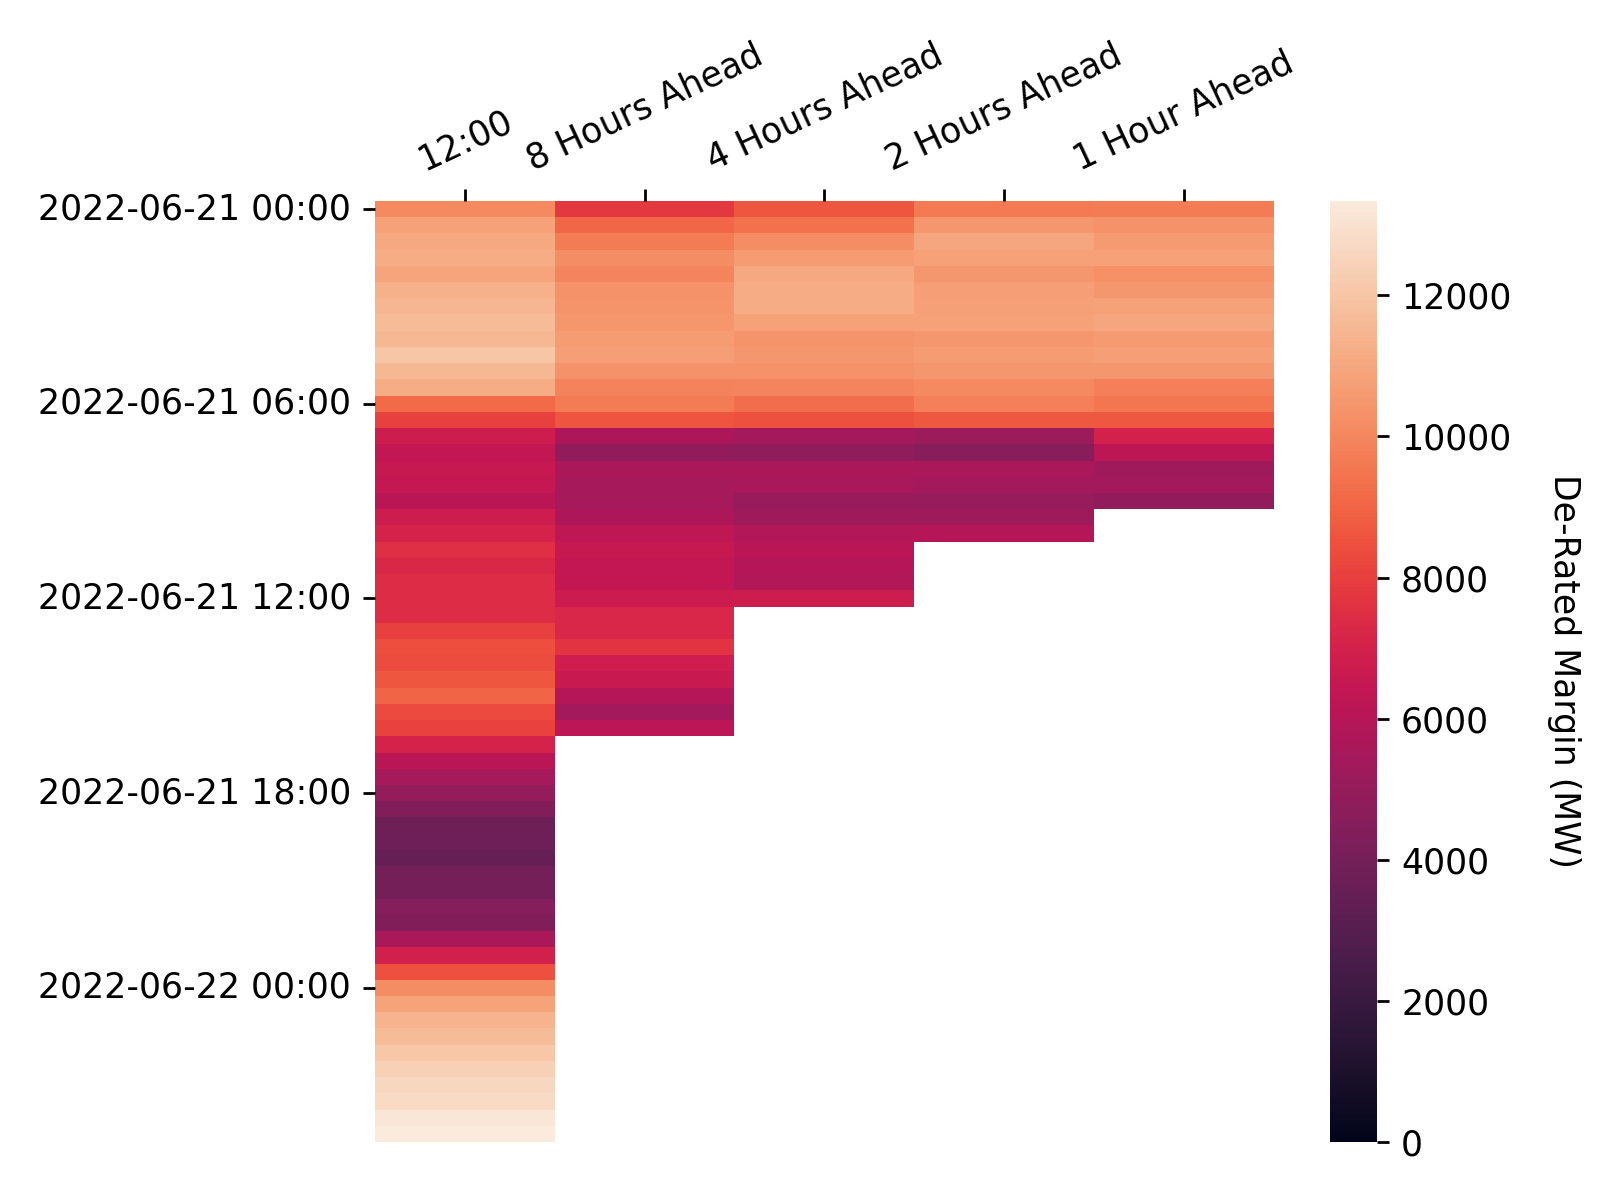 12:00
8 Hours Ahead
4 Hours Ahead
2 Hours Ahead
1 Hour Ahead
2022-06-21 00:00
2022-06-21 06:00
2022-06-21 12:00
2022-06-21 18:00
2022-06-22 00:00
12000
10000
8000
6000
4000
2000
0
De-Rated Margin (MW)